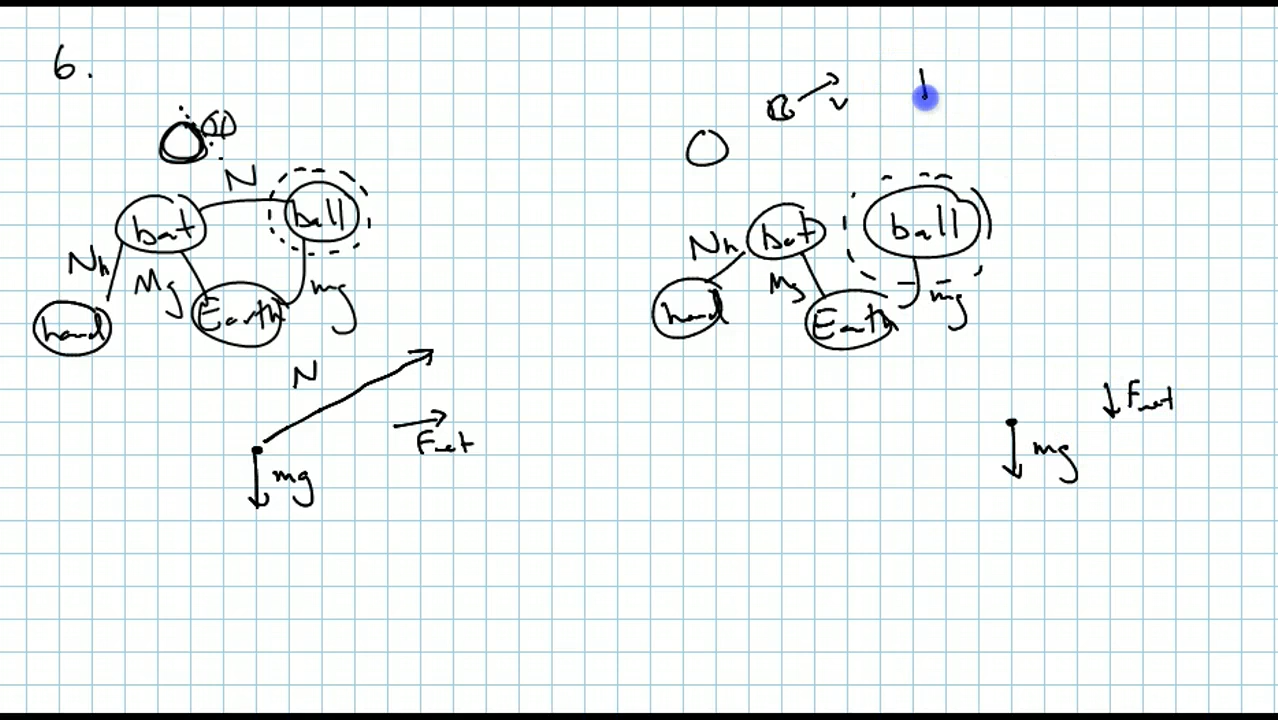 6.
v
N
bat
ball
Nh
Mg
Earth
mg
hand
N
Fnet
mg
Nh
bat
ball
Mg
mg
hand
Earth
Fnet
mg